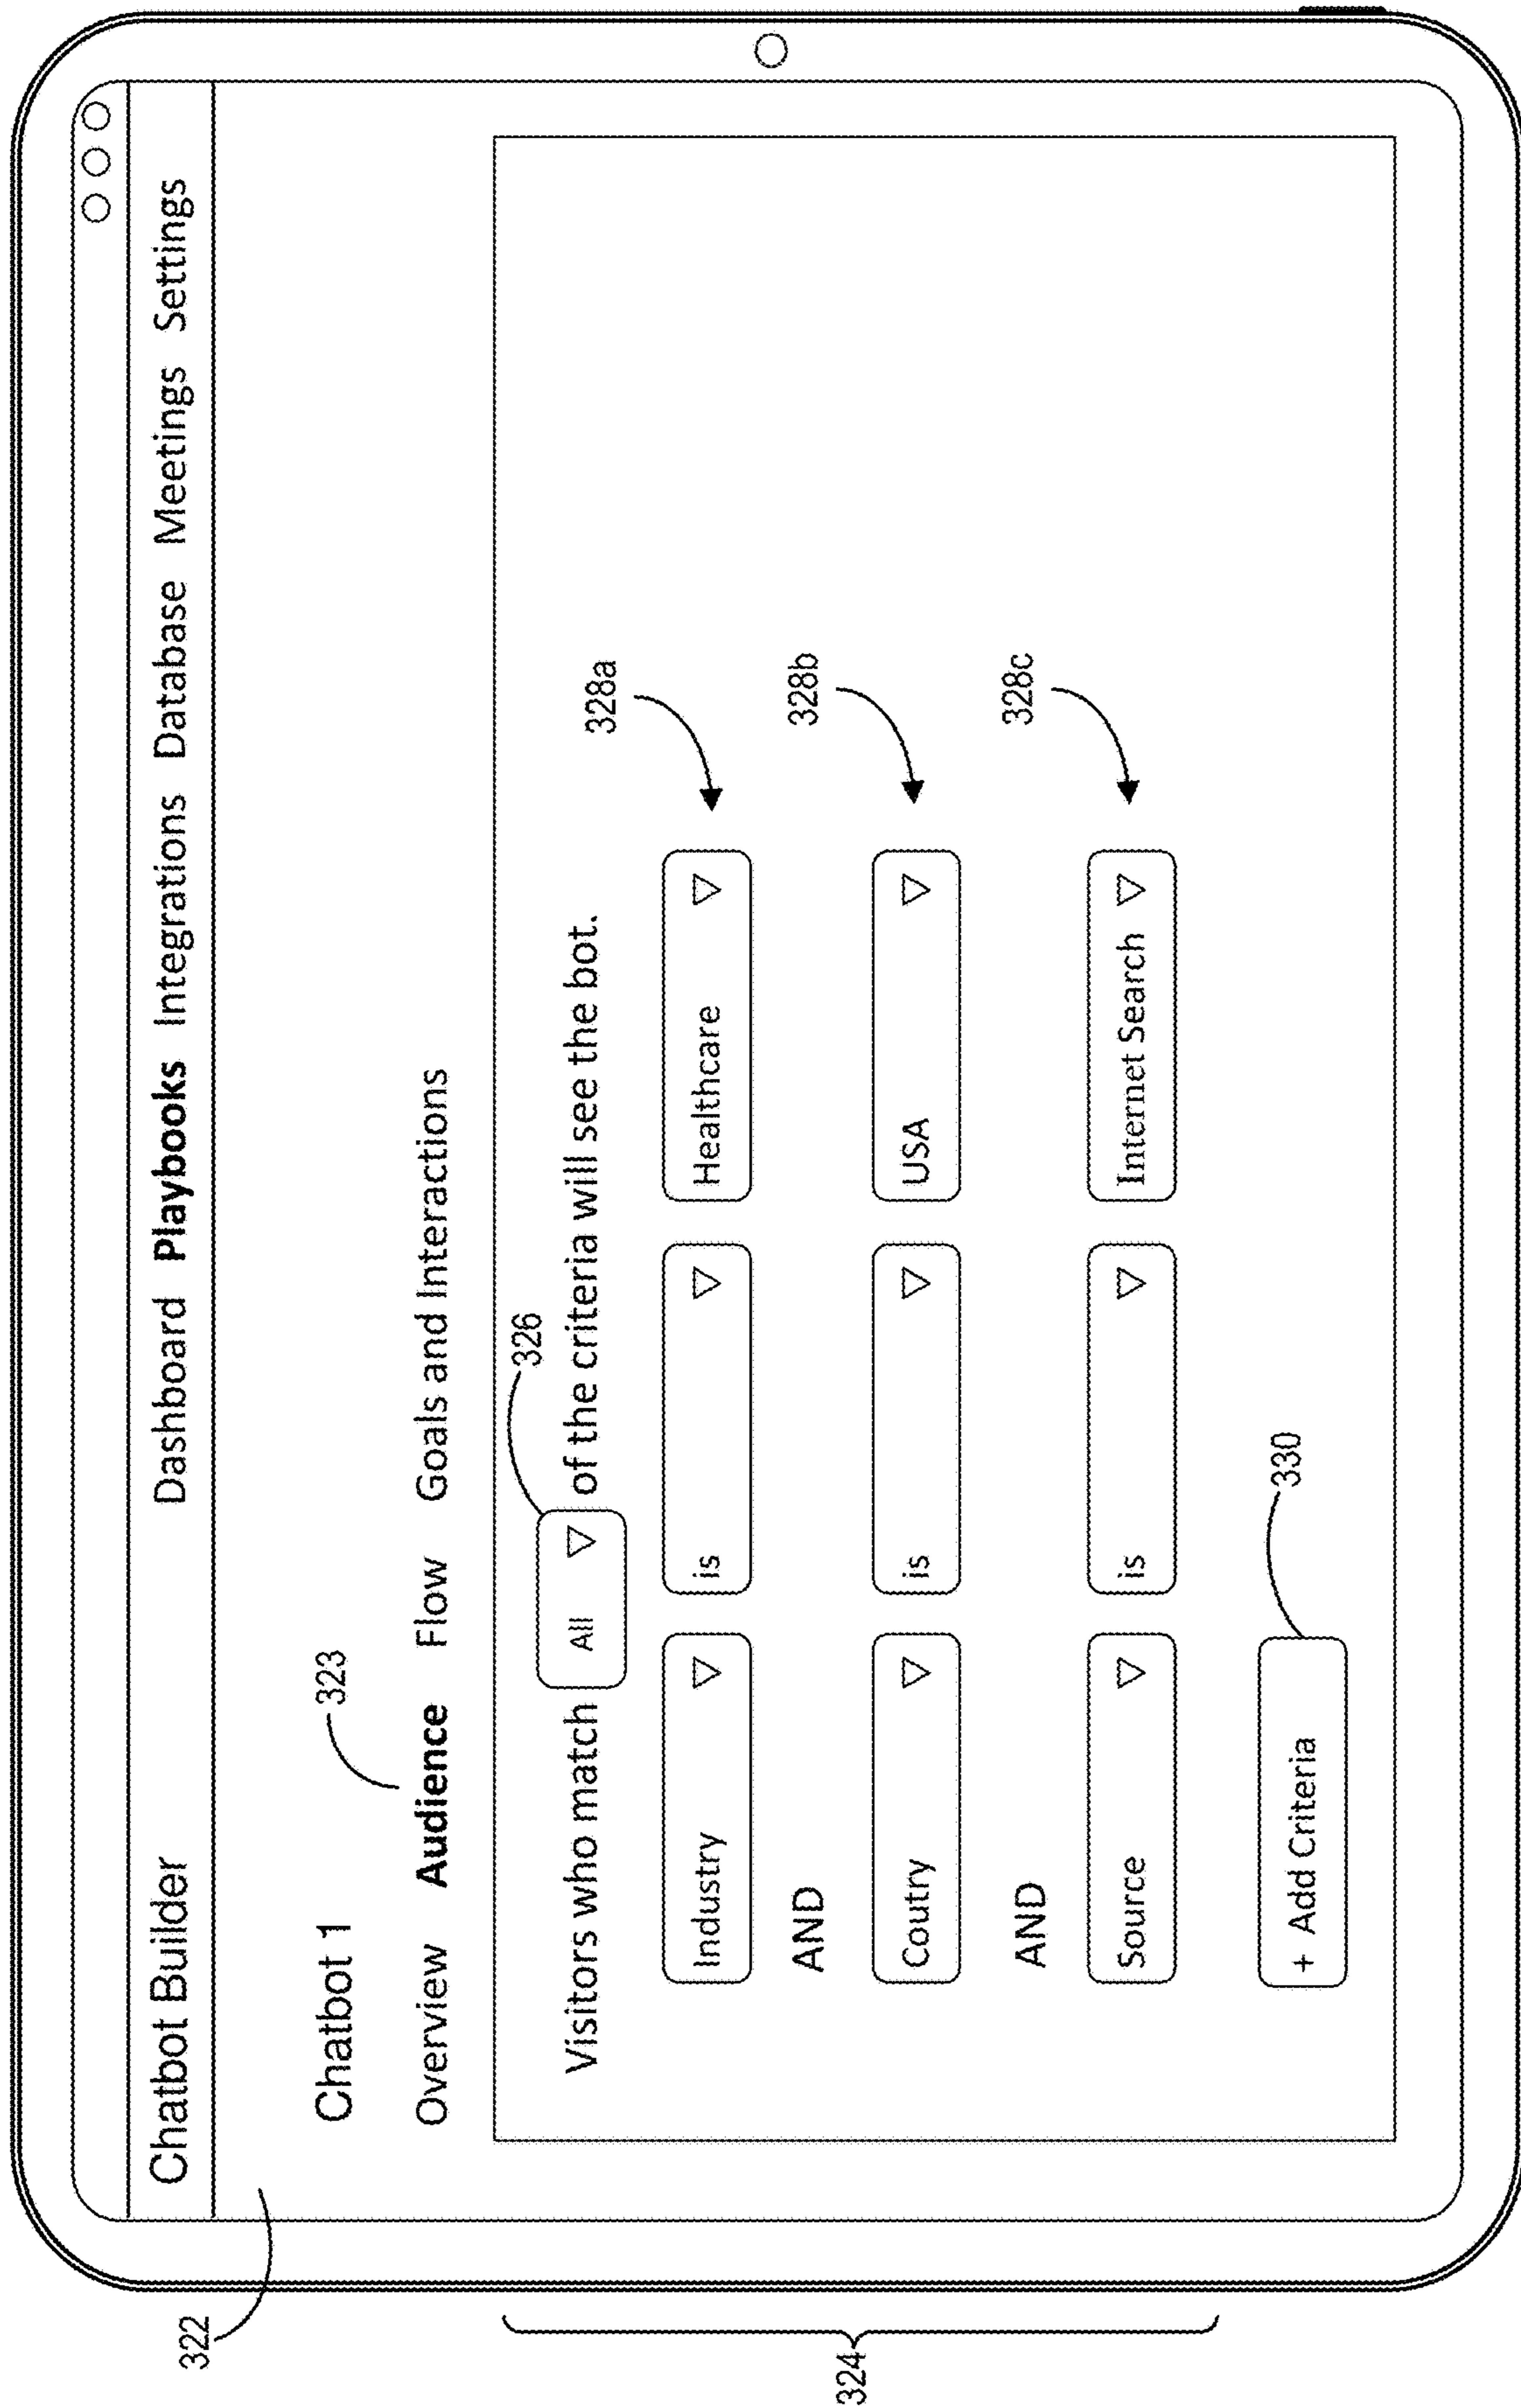 Chatbot Builder Dashboard Playbooks Integrations Database Meetings Settings
322
Chatbot 1
323
Overview Audience Flow Goals and Interactions
326
Visitors who match All of the criteria will see the bot.
328a
Industry is Healthcare
AND
328b
Coutry is USA
AND
328c
Source is Internet Search
330
+ Add Criteria
324